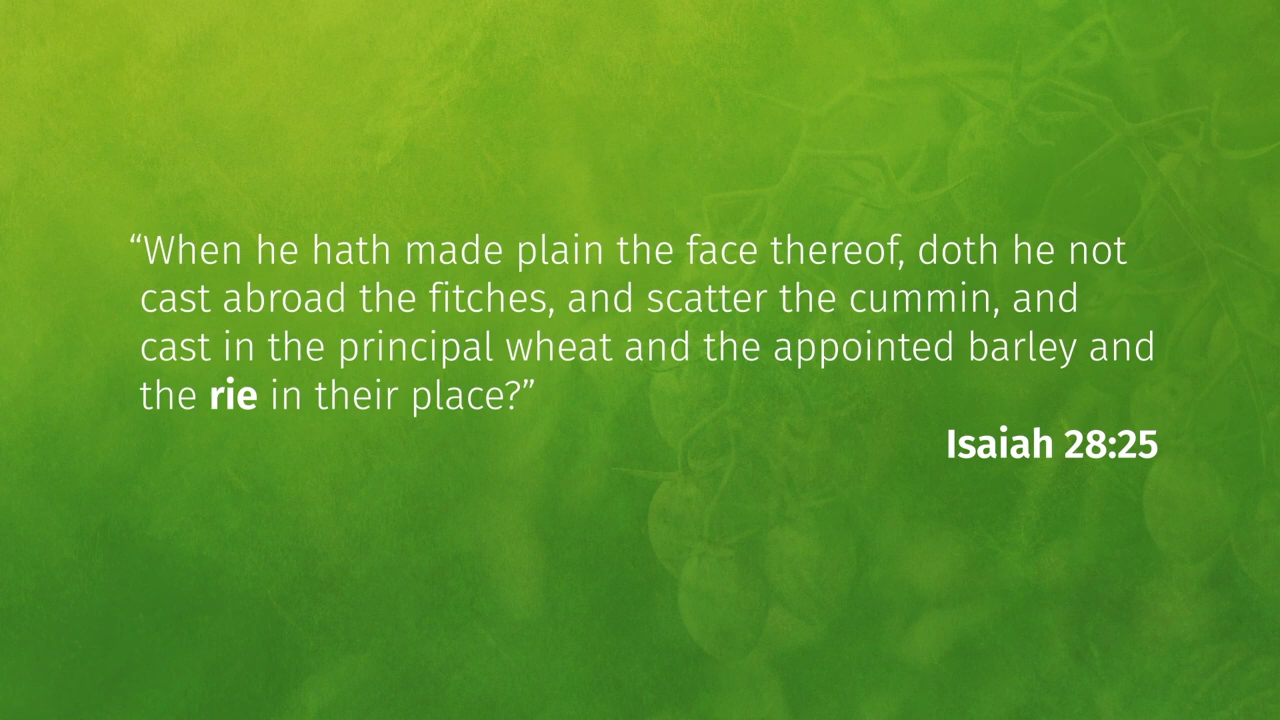 “When he hath made plain the face thereof, doth he not
cast abroad the fitches, and scatter the cummin, and
cast in the principal wheat and the appointed barley and
the rie in their place?”
Isaiah 28:25